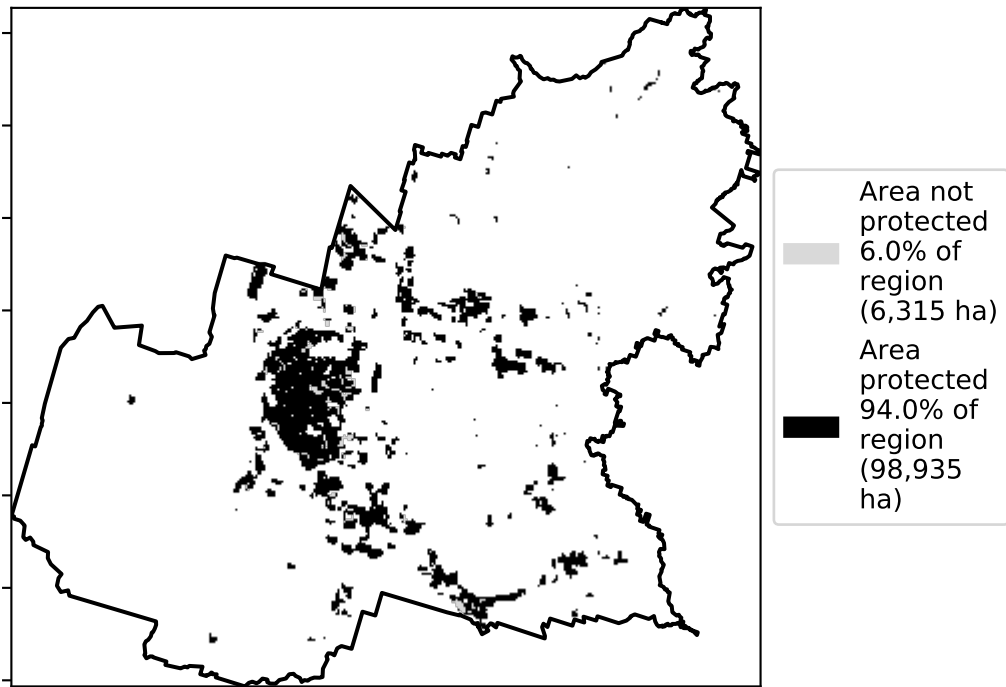 Area not
protected
6.0% of
region
(6,315 ha)
Area
protected
94.0% of
region
(98,935
ha)